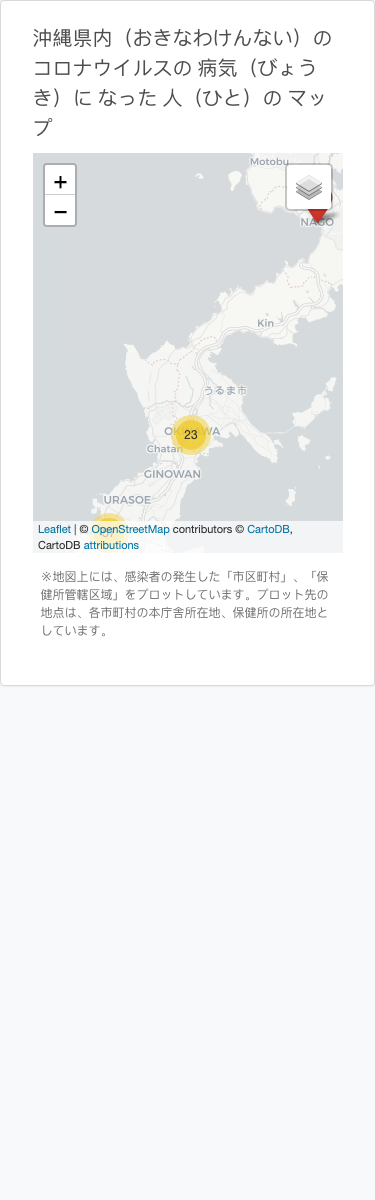 沖縄県内（おきなわけんない）の
コロナウイルスの 病気（びょう
き）に なった 人（ひと）の マッ
プ
Motobu
+
−
NAGO
Kin
うるま市
23
Chatan
GINOWAN
URASOE
Leaflet | © OpenStreetMap contributors © CartoDB,
CartoDB attributions
※地図上には、感染者の発生した「市区町村」、「保
健所管轄区域」をプロットしています。プロット先の
地点は、各市町村の本庁舎所在地、保健所の所在地と
しています。